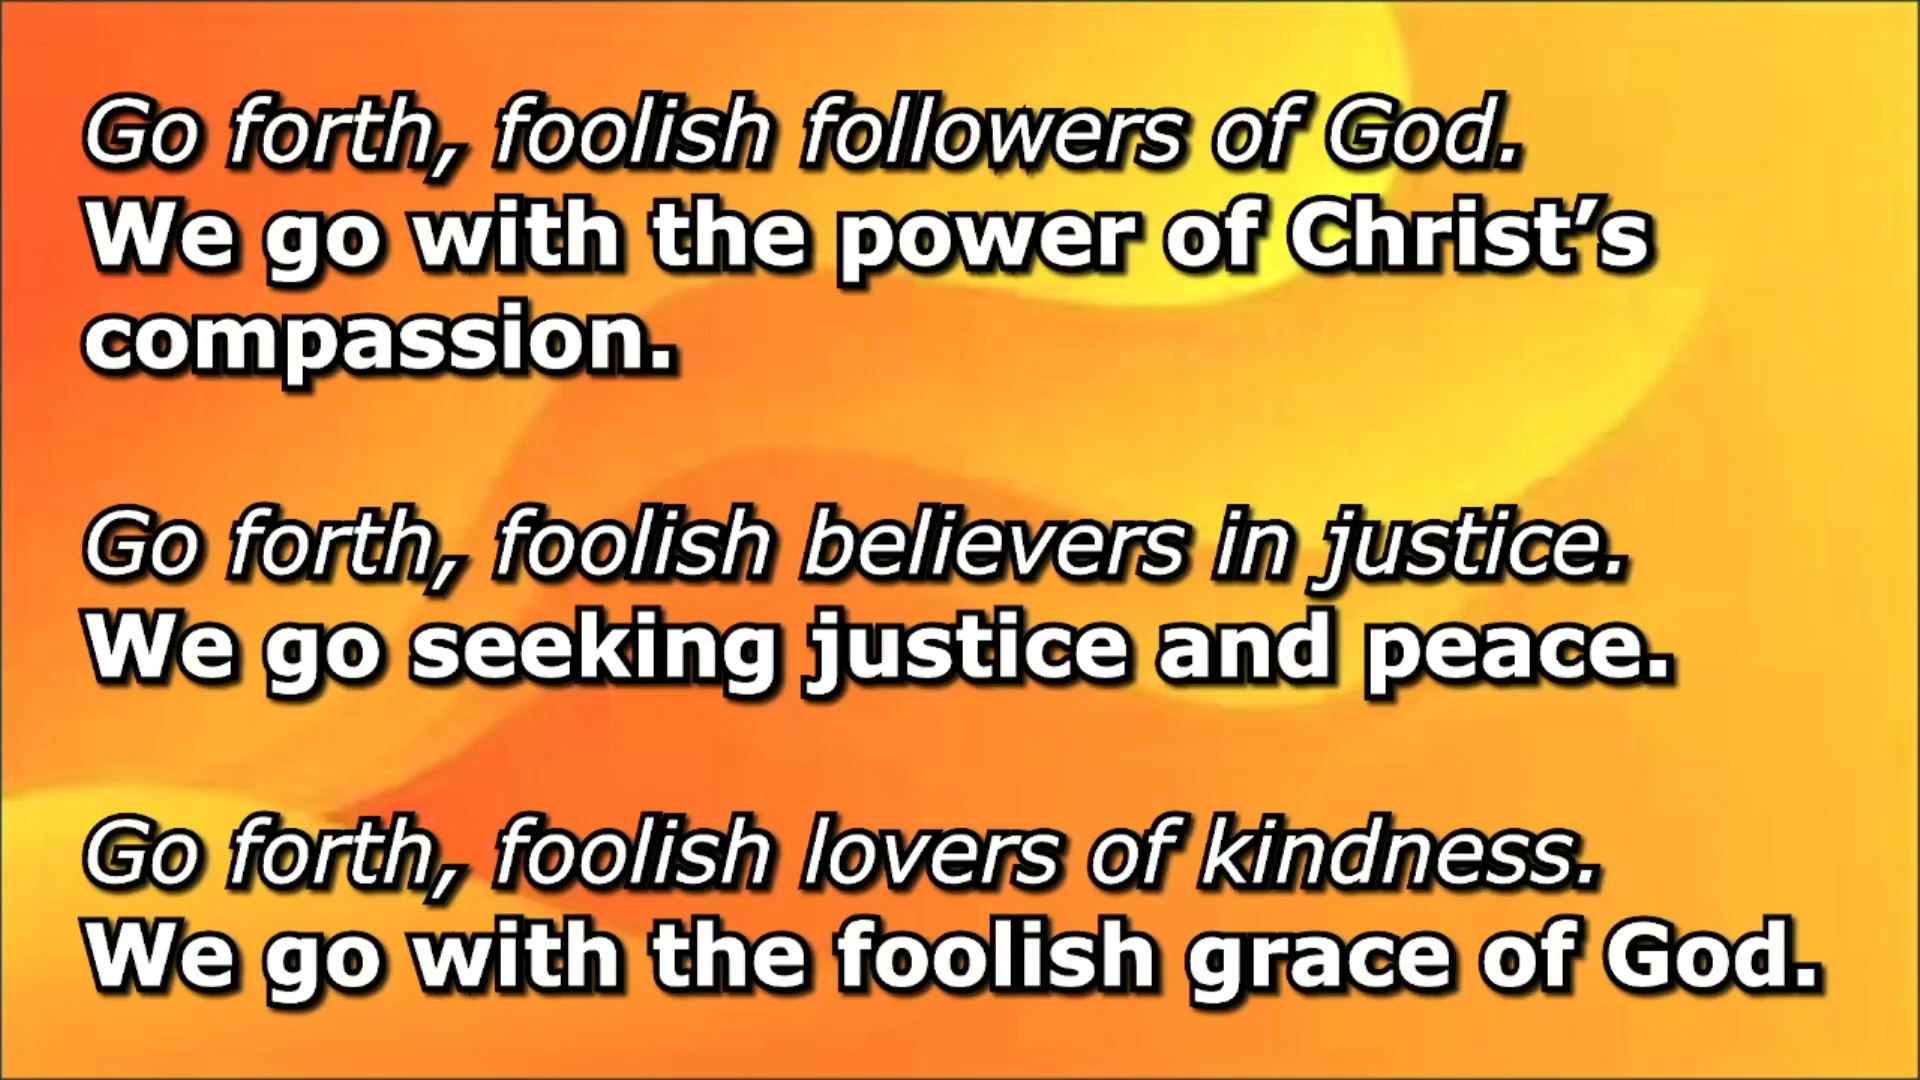 Go forth, foolish followers of God.
We go with the power of Christ’s
compassion.
Go forth, foolish believers in justice.
We go seeking justice and peace.
Go forth, foolish lovers of kindness.
We go with the foolish grace of God.